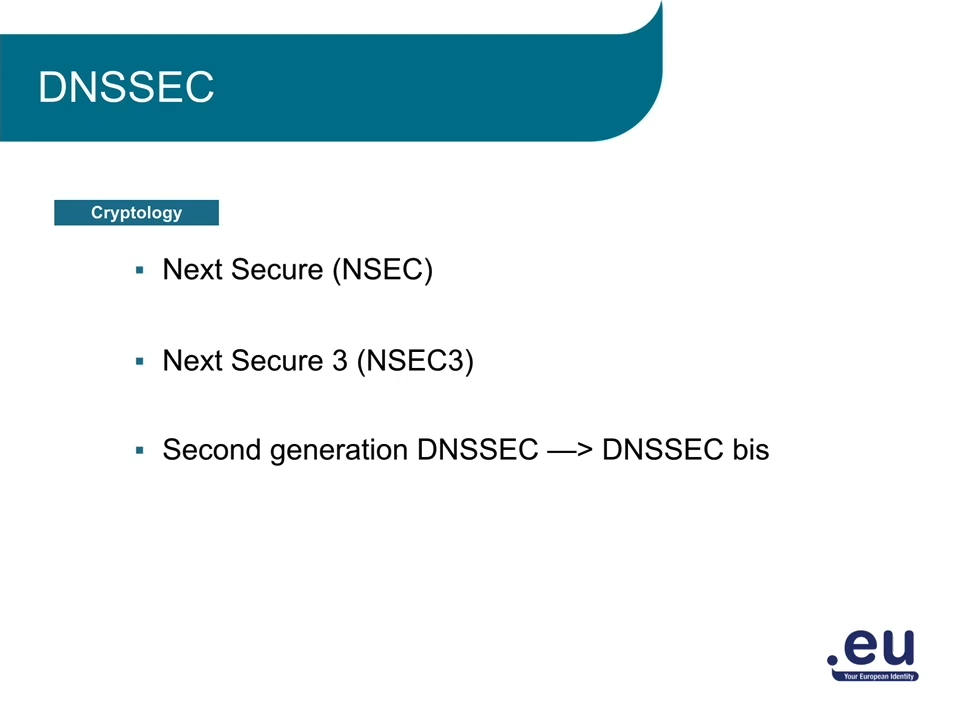 DNSSEC
Cryptology
▪ Next Secure (NSEC)
▪ Next Secure 3 (NSEC3)
▪ Second generation DNSSEC —> DNSSEC bis
.eu
Your European Identity